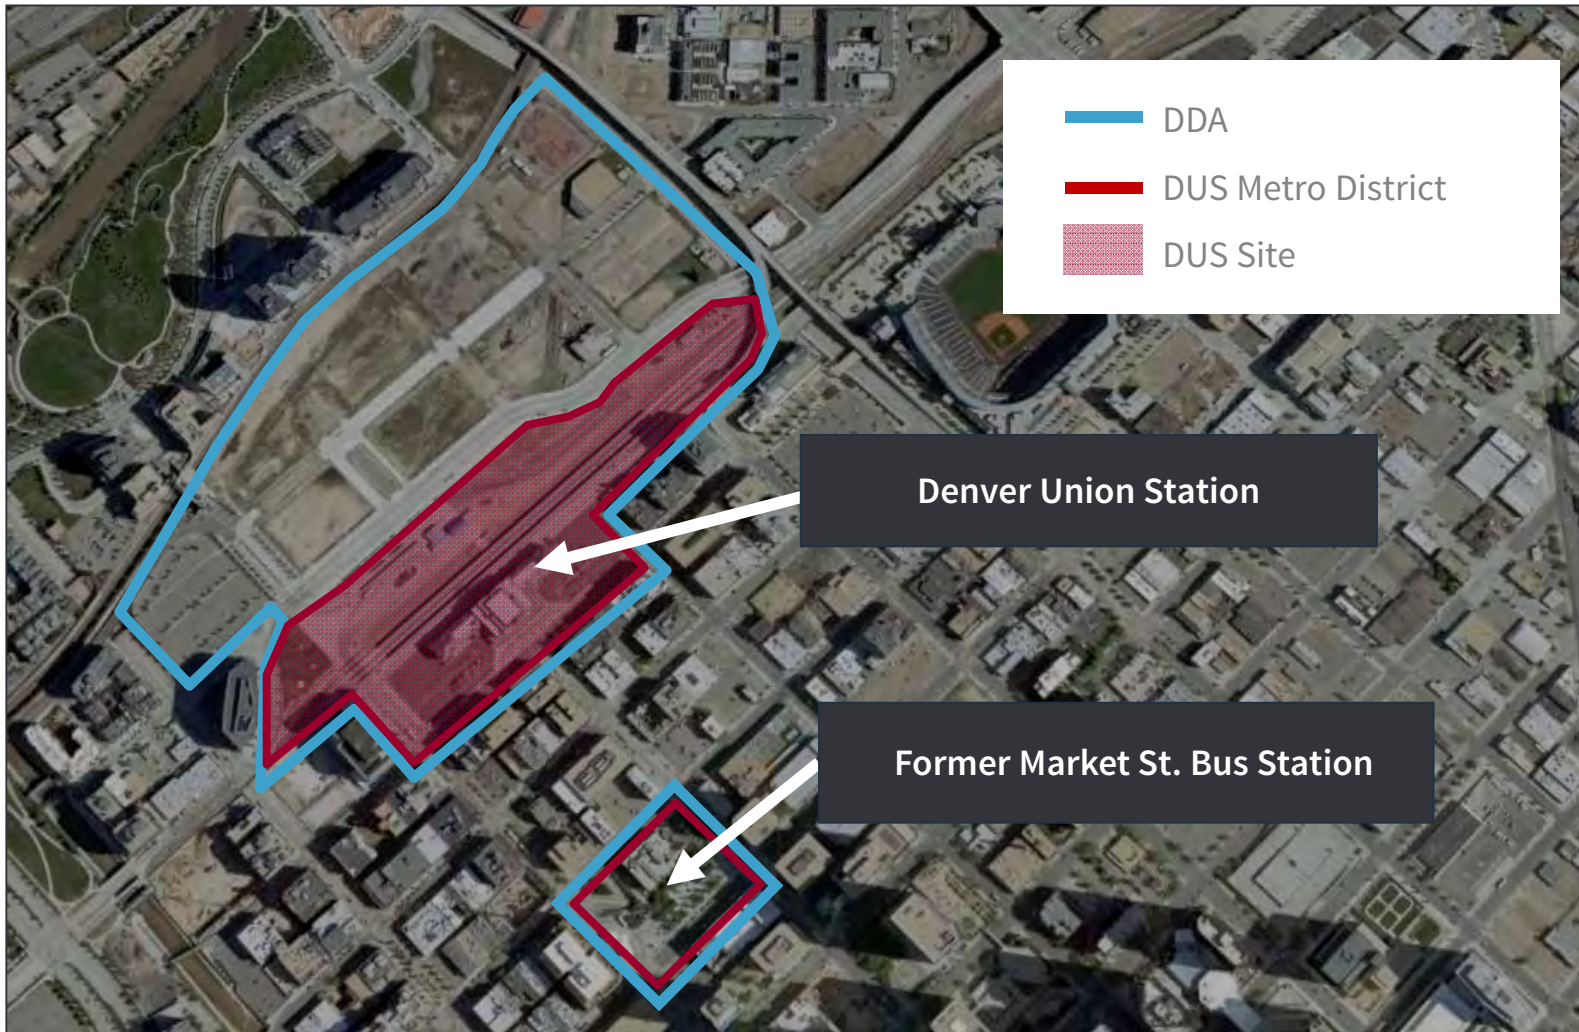 DDA
DUS Metro District
DUS Site
Denver Union Station
Former Market St. Bus Station